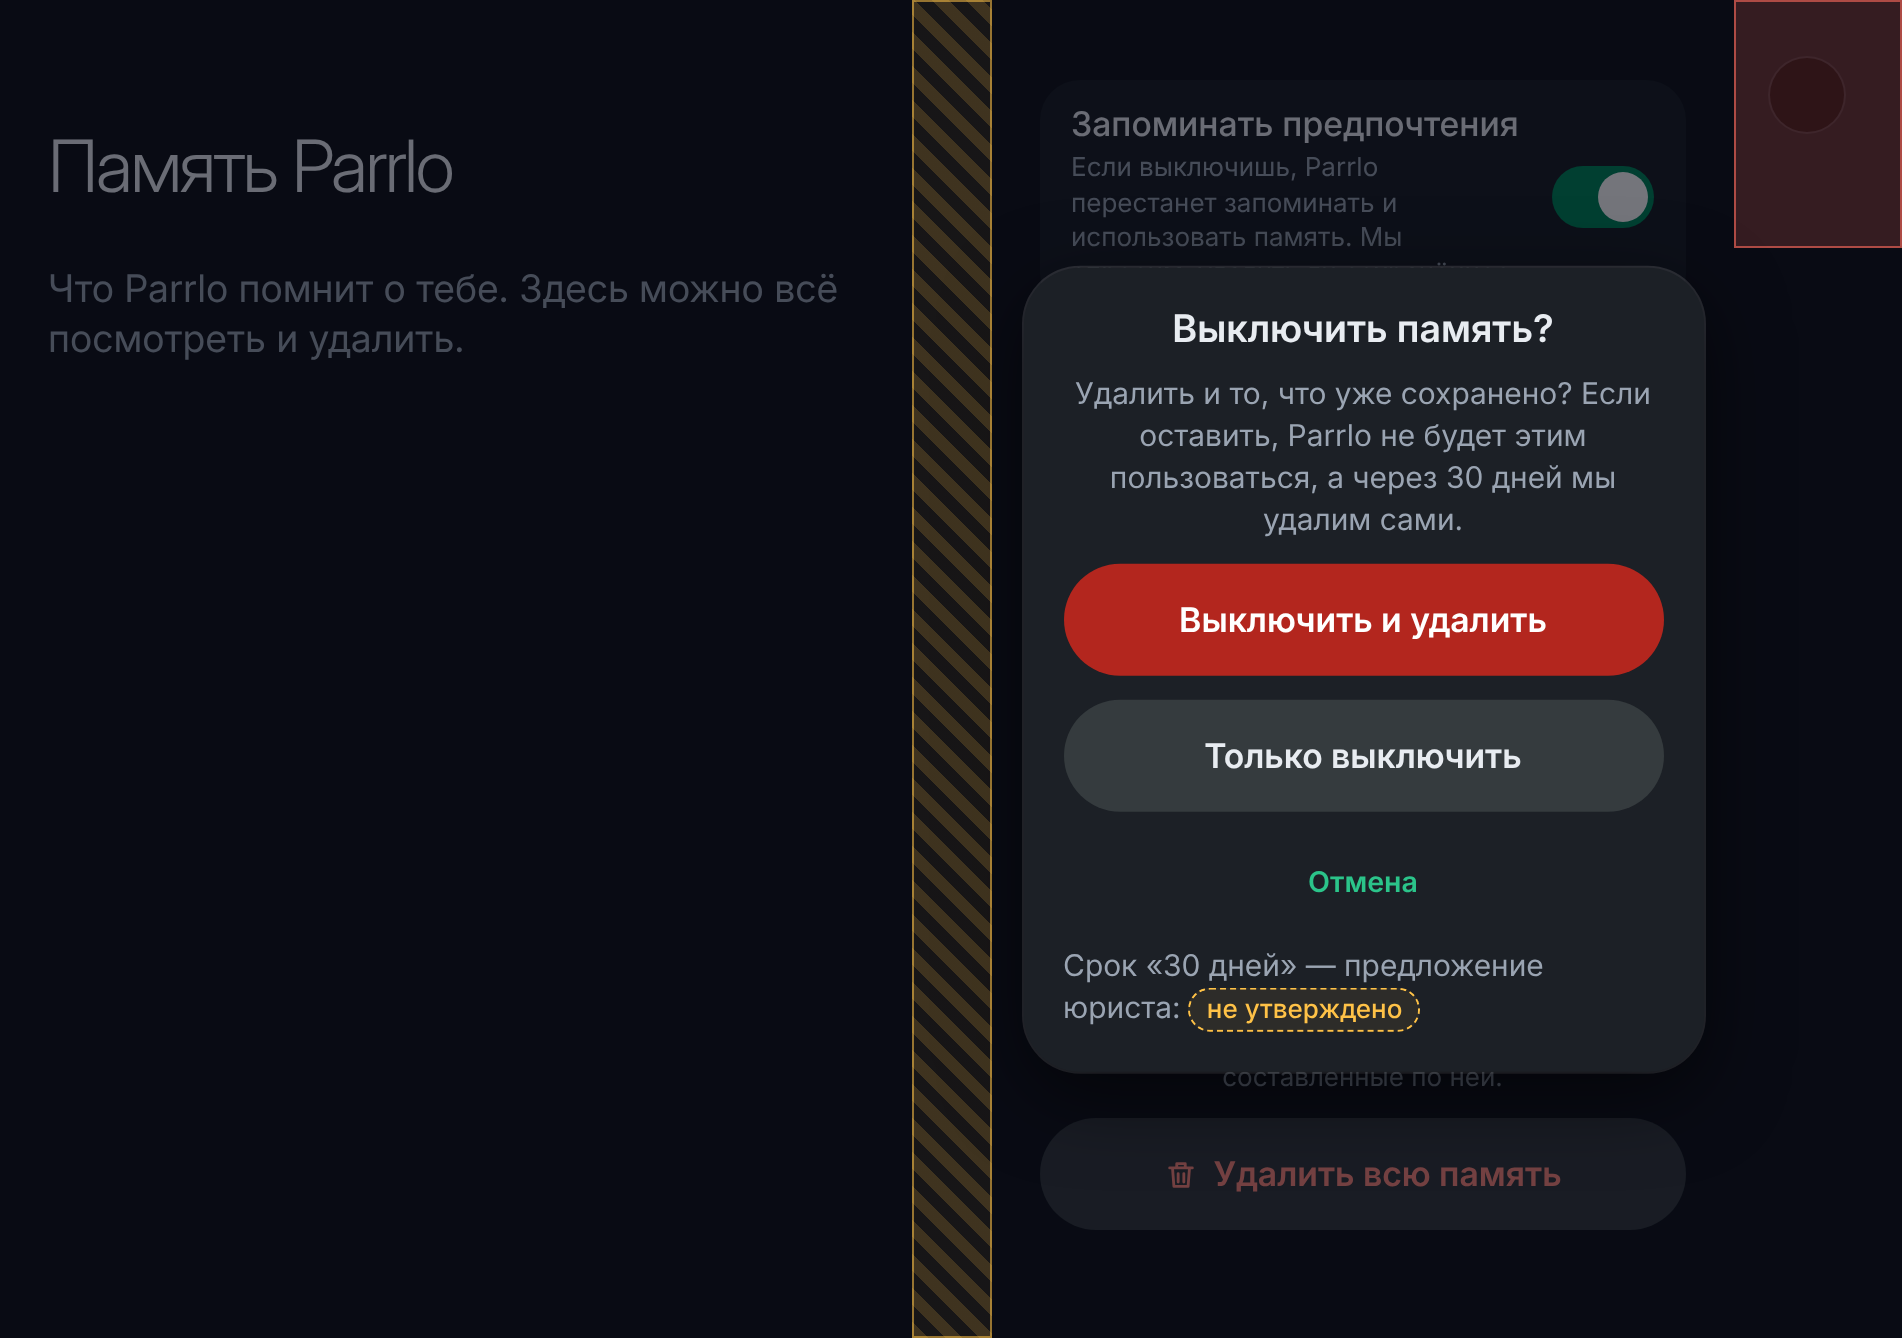 Память Parrlo
Что Parrlo помнит о тебе. Здесь можно всё
посмотреть и удалить.
Запоминать предпочтения
Если выключишь, Parrlo
перестанет запоминать и
использовать память. Мы
Выключить память?
Удалить и то, что уже сохранено? Если
оставить, Parrlo не будет этим
пользоваться, а через 30 дней мы
удалим сами.
Выключить и удалить
Только выключить
Отмена
Срок «30 дней» — предложение
юриста: не утверждено
составленные по ней.
Удалить всю память